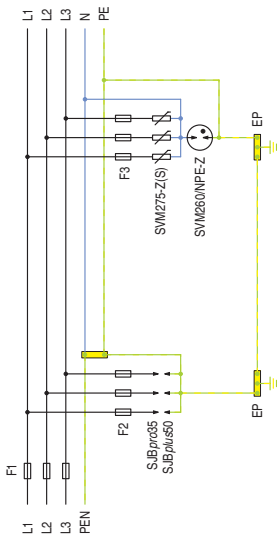 L1
L2
L3
N
PE
F3
SVM275-Z(S)
SVM260/NPE-Z
EP
F1
F2
SJBpro35
SJBplus50
EP
L1
L2
L3
PEN